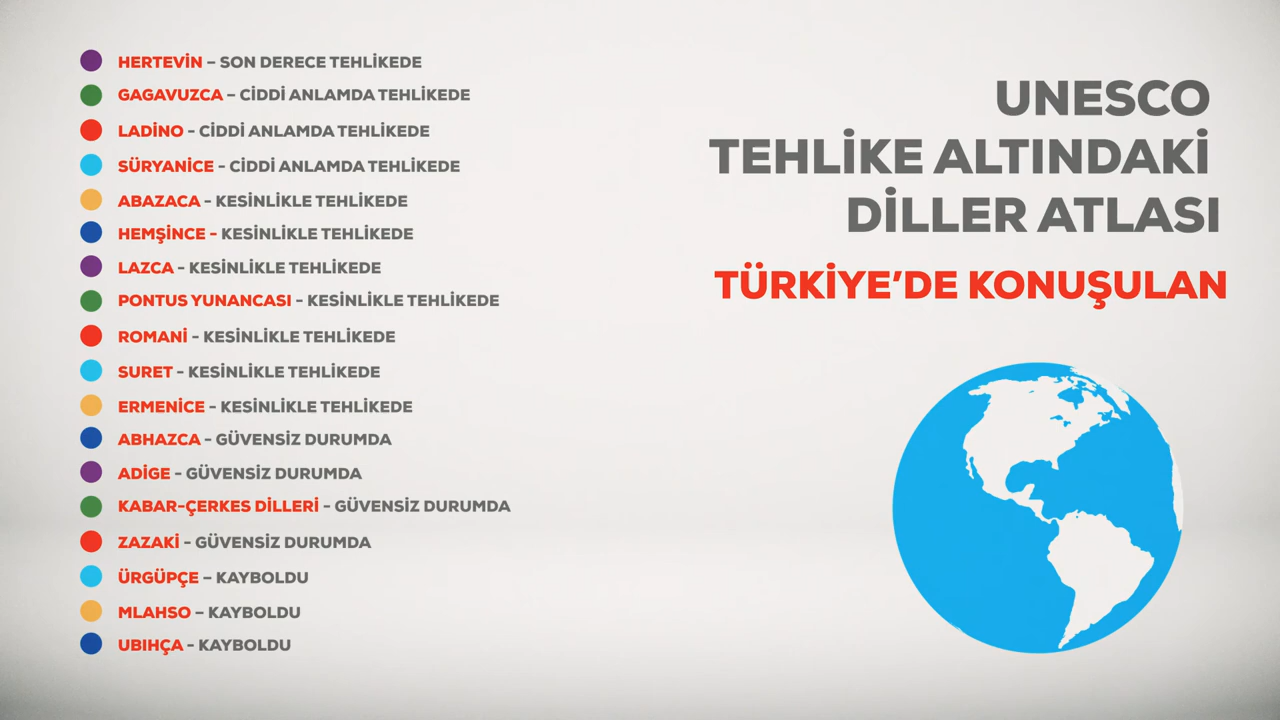 HERTEVİN – SON DERECE TEHLİKEDE
GAGAVUZCA – CİDDİ ANLAMDA TEHLİKEDE
LADİNO - CİDDİ ANLAMDA TEHLİKEDE
SÜRYANİCE - CİDDİ ANLAMDA TEHLİKEDE
ABAZACA - KESİNLİKLE TEHLİKEDE
HEMŞİNCE - KESİNLİKLE TEHLİKEDE
LAZCA - KESİNLİKLE TEHLİKEDE
PONTUS YUNANCASI - KESİNLİKLE TEHLİKEDE
ROMANİ - KESİNLİKLE TEHLİKEDE
SURET - KESİNLİKLE TEHLİKEDE
ERMENİCE - KESİNLİKLE TEHLİKEDE
ABHAZCA - GÜVENSİZ DURUMDA
ADİGE - GÜVENSİZ DURUMDA
KABAR-ÇERKES DİLLERİ - GÜVENSİZ DURUMDA
ZAZAKİ - GÜVENSİZ DURUMDA
ÜRGÜPÇE – KAYBOLDU
MLAHSO – KAYBOLDU
UBIHÇA - KAYBOLDU
UNESCO
TEHLİKE ALTINDAKİ
DİLLER ATLASI
TÜRKİYE’DE KONUŞULAN